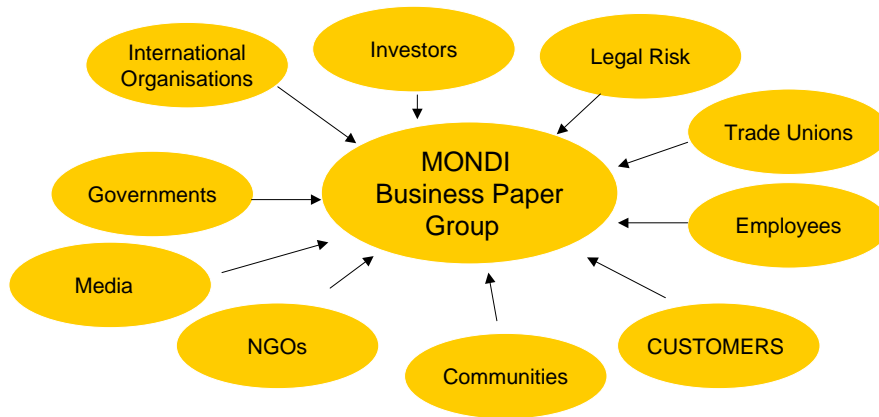 International
Organisations
Investors
Legal Risk
Trade Unions
MONDI
Business Paper
Group
Governments
Employees
Media
NGOs
Communities
CUSTOMERS